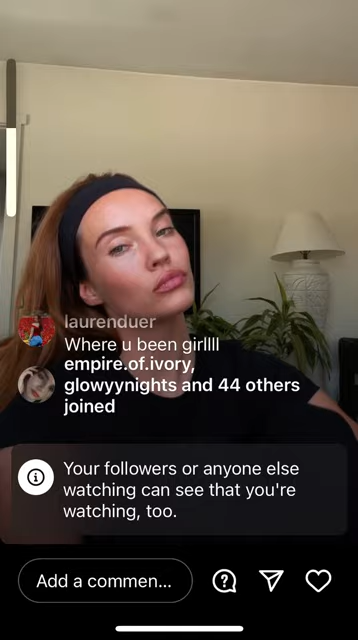 laurenduer
Where u been girllll
empire.of.ivory,
glowyynights and 44 others
joined
Your followers or anyone else
watching can see that you're
watching, too.
Add a commen...